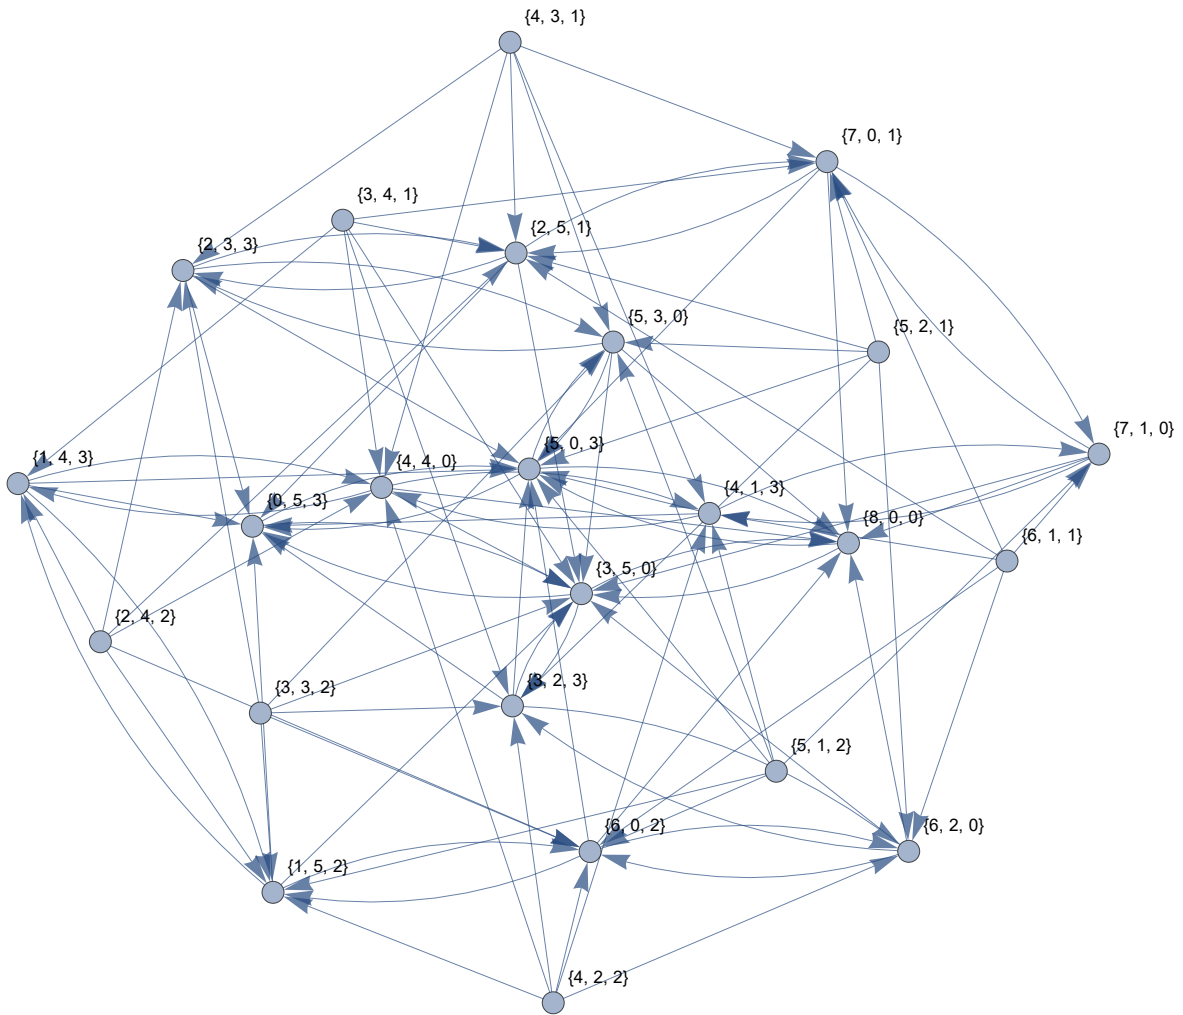 {4, 3, 1}
{7, 0, 1}
{3, 4, 1}
{2, 5, 1}
{2, 3, 3}
{5, 3, 0}
{5, 2, 1}
{7, 1, 0}
{5, 0, 3}
{1, 4, 3}
{4, 4, 0}
{4, 1, 3}
{0, 5, 3}
{8, 0, 0}
{6, 1, 1}
{3, 5, 0}
{2, 4, 2}
{3, 2, 3}
{3, 3, 2}
{5, 1, 2}
{6, 0, 2}
{6, 2, 0}
{1, 5, 2}
{4, 2, 2}